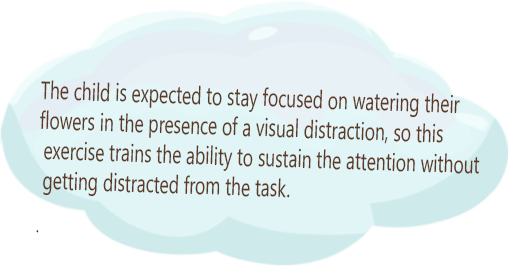 The child is expected to stay focused on watering their
flowers in the presence of a visual distraction, so this
exercise trains the ability to sustain the attention without
getting distracted from the task.
.